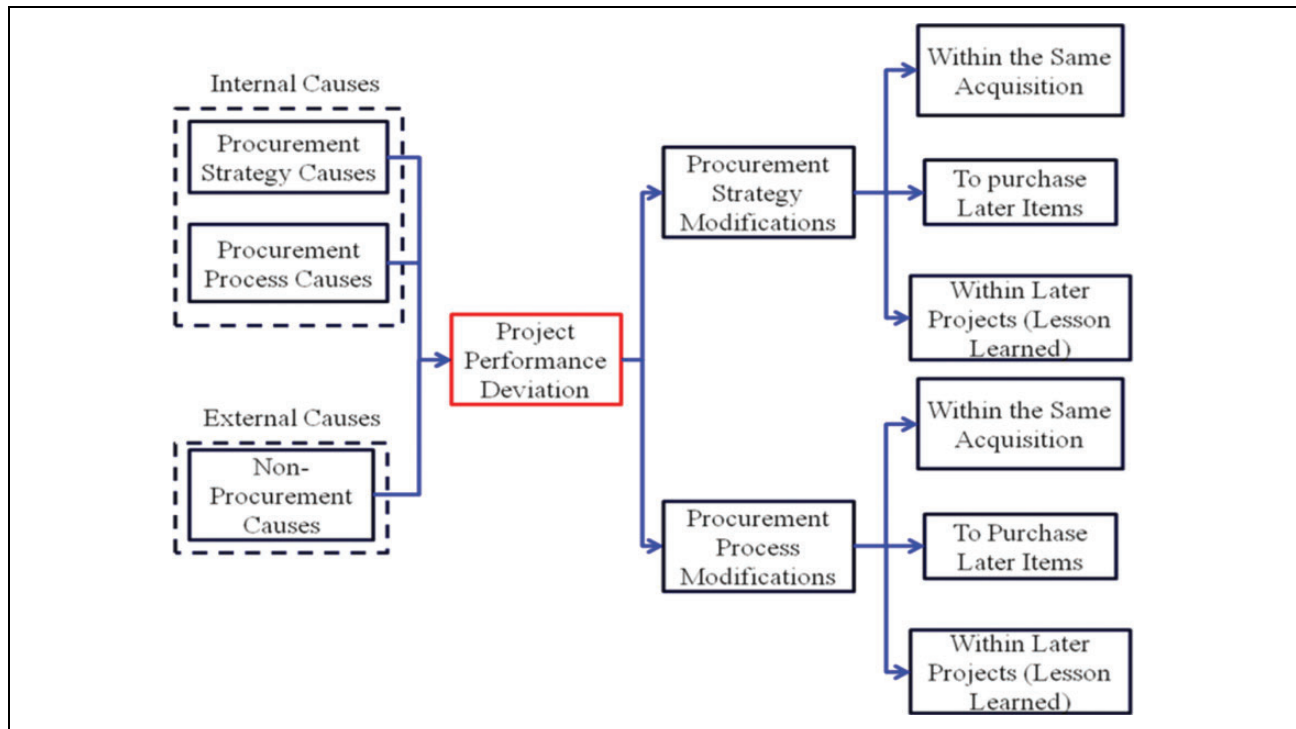 Internal Causes
Procurement
Strategy Causes
Procurement
Process Causes
External Causes
Non-
Procurement
Causes
Project
Performance
Deviation
Procurement
Strategy
Modifications
Procurement
Process
Modifications
Within the Same
Acquisition
To purchase
Later Items
Within Later
Projects (Lesson
Learned)
Within the Same
Acquisition
To Purchase
Later Items
Within Later
Projects (Lesson
Learned)